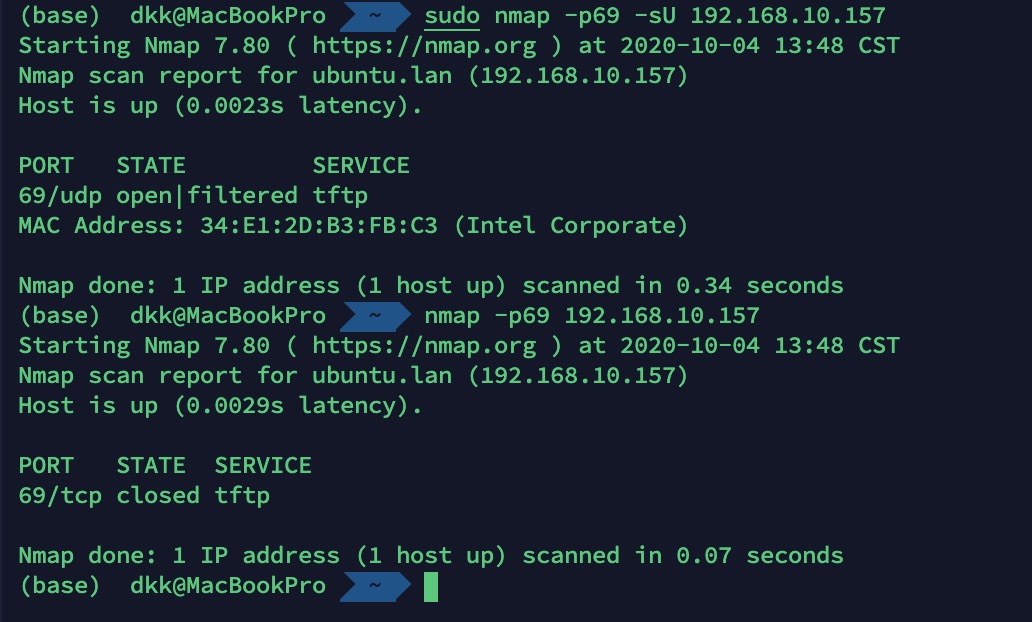 (base)  dkk@MacBookPro  ~  sudo nmap -p69 -sU 192.168.10.157
Starting Nmap 7.80 ( https://nmap.org ) at 2020-10-04 13:48 CST
Nmap scan report for ubuntu.lan (192.168.10.157)
Host is up (0.0023s latency).
PORT   STATE         SERVICE
69/udp open|filtered tftp
MAC Address: 34:E1:2D:B3:FB:C3 (Intel Corporate)
Nmap done: 1 IP address (1 host up) scanned in 0.34 seconds
(base)  dkk@MacBookPro  ~  nmap -p69 192.168.10.157
Starting Nmap 7.80 ( https://nmap.org ) at 2020-10-04 13:48 CST
Nmap scan report for ubuntu.lan (192.168.10.157)
Host is up (0.0029s latency).
PORT   STATE  SERVICE
69/tcp closed tftp
Nmap done: 1 IP address (1 host up) scanned in 0.07 seconds
(base)  dkk@MacBookPro  ~